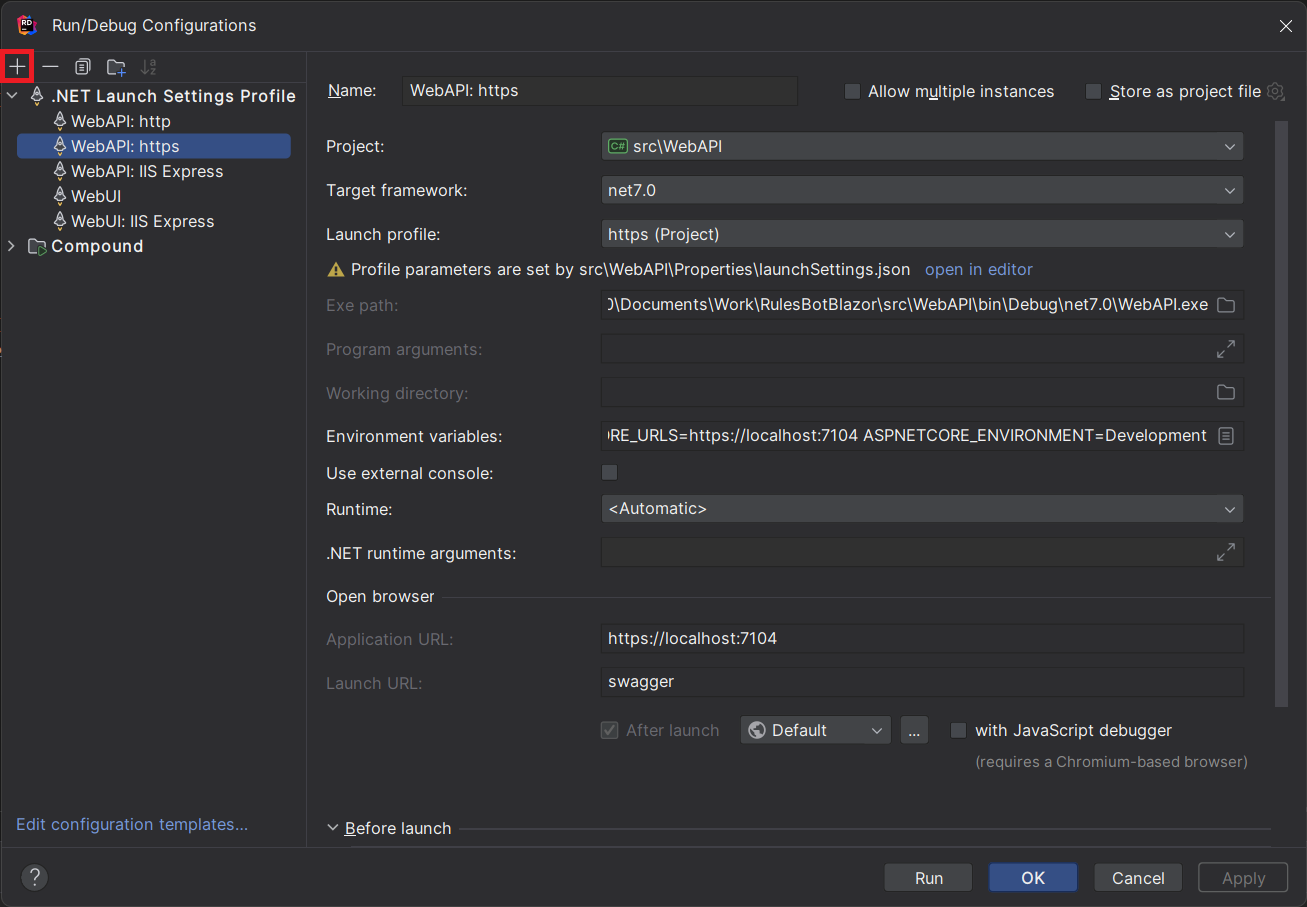 RD
Run/Debug Configurations
.NET Launch Settings Profile
WebAPI: http
WebAPI: https
WebAPI: IIS Express
WebUI
WebUI: IIS Express
Compound
Edit configuration templates...
Name: WebAPI: https Allow multiple instances Store as project file
Project: C# src\WebAPI
Target framework: net7.0
Launch profile: https (Project)
Profile parameters are set by src\WebAPI\Properties\launchSettings.json open in editor
Exe path: \Documents\Work\RulesBotBlazor\src\WebAPI\bin\Debug\net7.0\WebAPI.exe
Program arguments:
Working directory:
Environment variables: RE_URLS=https://localhost:7104 ASPNETCORE_ENVIRONMENT=Development
Use external console:
Runtime: <Automatic>
.NET runtime arguments:
Open browser
Application URL: https://localhost:7104
Launch URL: swagger
After launch Default ... with JavaScript debugger
(requires a Chromium-based browser)
Before launch
? Run OK Cancel Apply